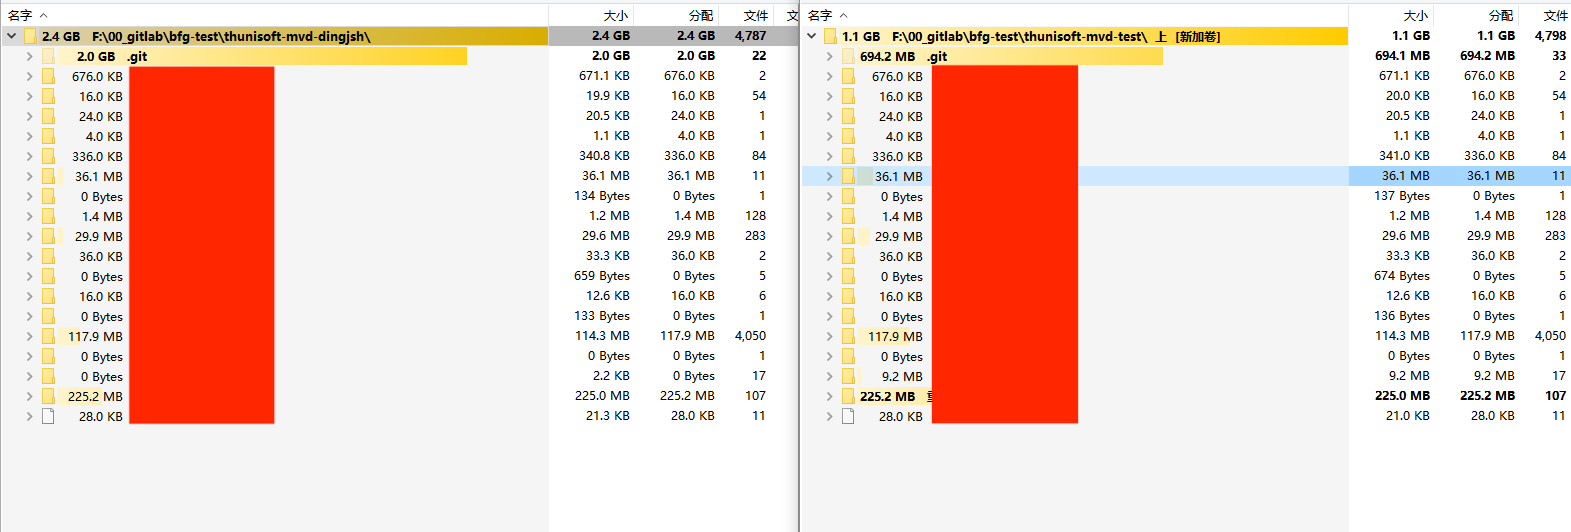 名字 大小 分配 文件 文
2.4 GB F:\00_gitlab\bfg-test\thunisoft-mvd-dingjsh\ 2.4 GB 2.4 GB 4,787
2.0 GB .git 2.0 GB 2.0 GB 22
676.0 KB 671.1 KB 676.0 KB 2
16.0 KB 19.9 KB 16.0 KB 54
24.0 KB 20.5 KB 24.0 KB 1
4.0 KB 1.1 KB 4.0 KB 1
336.0 KB 340.8 KB 336.0 KB 84
36.1 MB 36.1 MB 36.1 MB 11
0 Bytes 134 Bytes 0 Bytes 1
1.4 MB 1.2 MB 1.4 MB 128
29.9 MB 29.6 MB 29.9 MB 283
36.0 KB 33.3 KB 36.0 KB 2
0 Bytes 659 Bytes 0 Bytes 5
16.0 KB 12.6 KB 16.0 KB 6
0 Bytes 133 Bytes 0 Bytes 1
117.9 MB 114.3 MB 117.9 MB 4,050
0 Bytes 0 Bytes 0 Bytes 1
0 Bytes 2.2 KB 0 Bytes 17
225.2 MB 225.0 MB 225.2 MB 107
28.0 KB 21.3 KB 28.0 KB 11
名字 大小 分配 文件
1.1 GB F:\00_gitlab\bfg-test\thunisoft-mvd-test\ 上 [新加卷] 1.1 GB 1.1 GB 4,798
694.2 MB .git 694.1 MB 694.2 MB 33
676.0 KB 671.1 KB 676.0 KB 2
16.0 KB 20.0 KB 16.0 KB 54
24.0 KB 20.5 KB 24.0 KB 1
4.0 KB 1.1 KB 4.0 KB 1
336.0 KB 341.0 KB 336.0 KB 84
36.1 MB 36.1 MB 36.1 MB 11
0 Bytes 137 Bytes 0 Bytes 1
1.4 MB 1.2 MB 1.4 MB 128
29.9 MB 29.6 MB 29.9 MB 283
36.0 KB 33.3 KB 36.0 KB 2
0 Bytes 674 Bytes 0 Bytes 5
16.0 KB 12.6 KB 16.0 KB 6
0 Bytes 136 Bytes 0 Bytes 1
117.9 MB 114.3 MB 117.9 MB 4,050
0 Bytes 0 Bytes 0 Bytes 1
9.2 MB 9.2 MB 9.2 MB 17
225.2 MB 225.0 MB 225.2 MB 107
28.0 KB 21.0 KB 28.0 KB 11